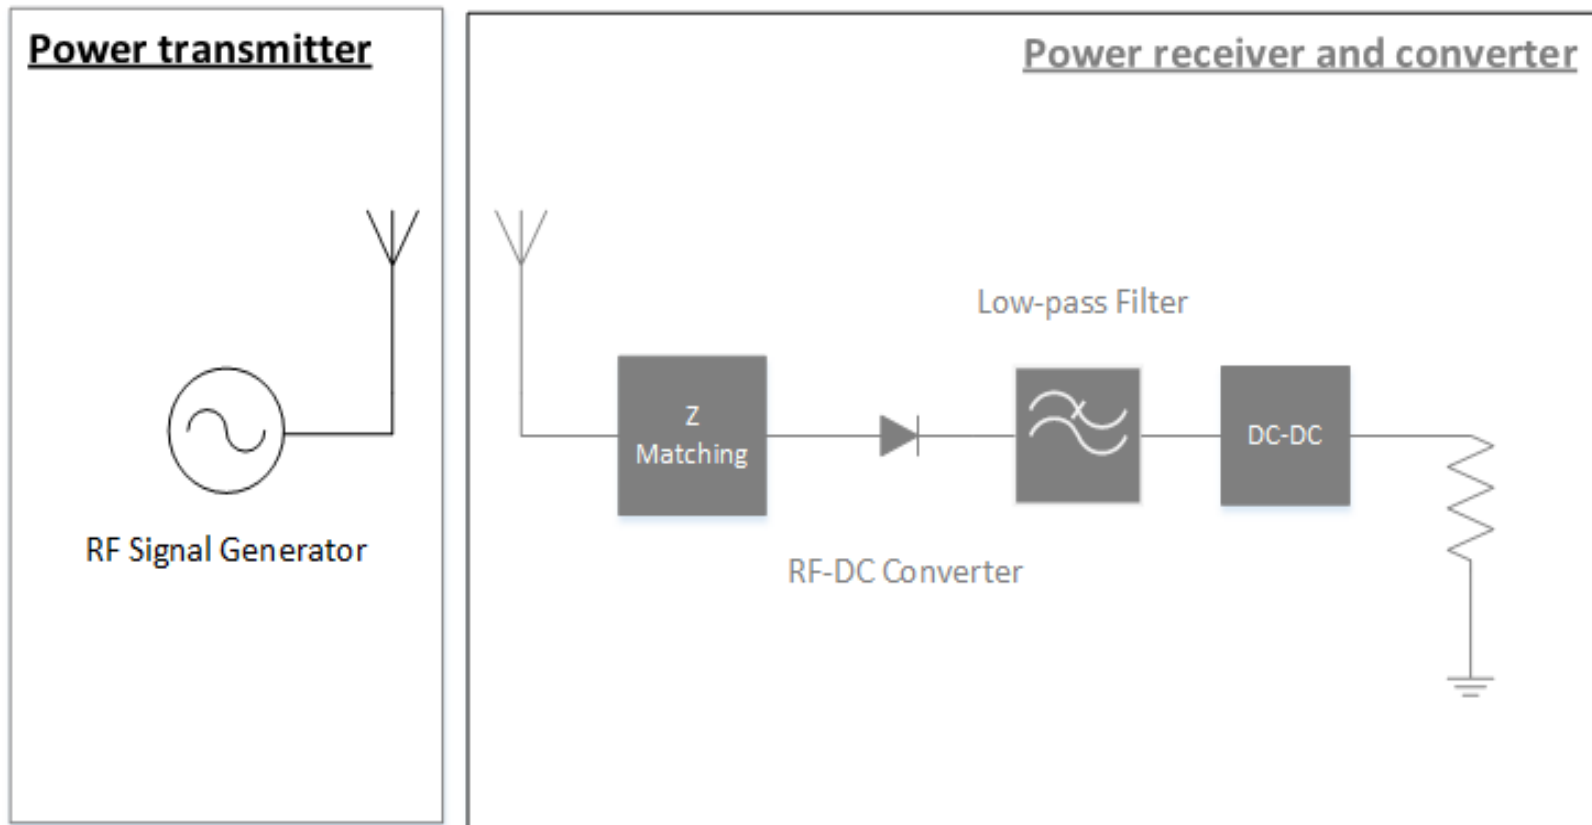 Power transmitter
Power receiver and converter
Low-pass Filter
Z
Matching
DC-DC
RF Signal Generator
RF-DC Converter